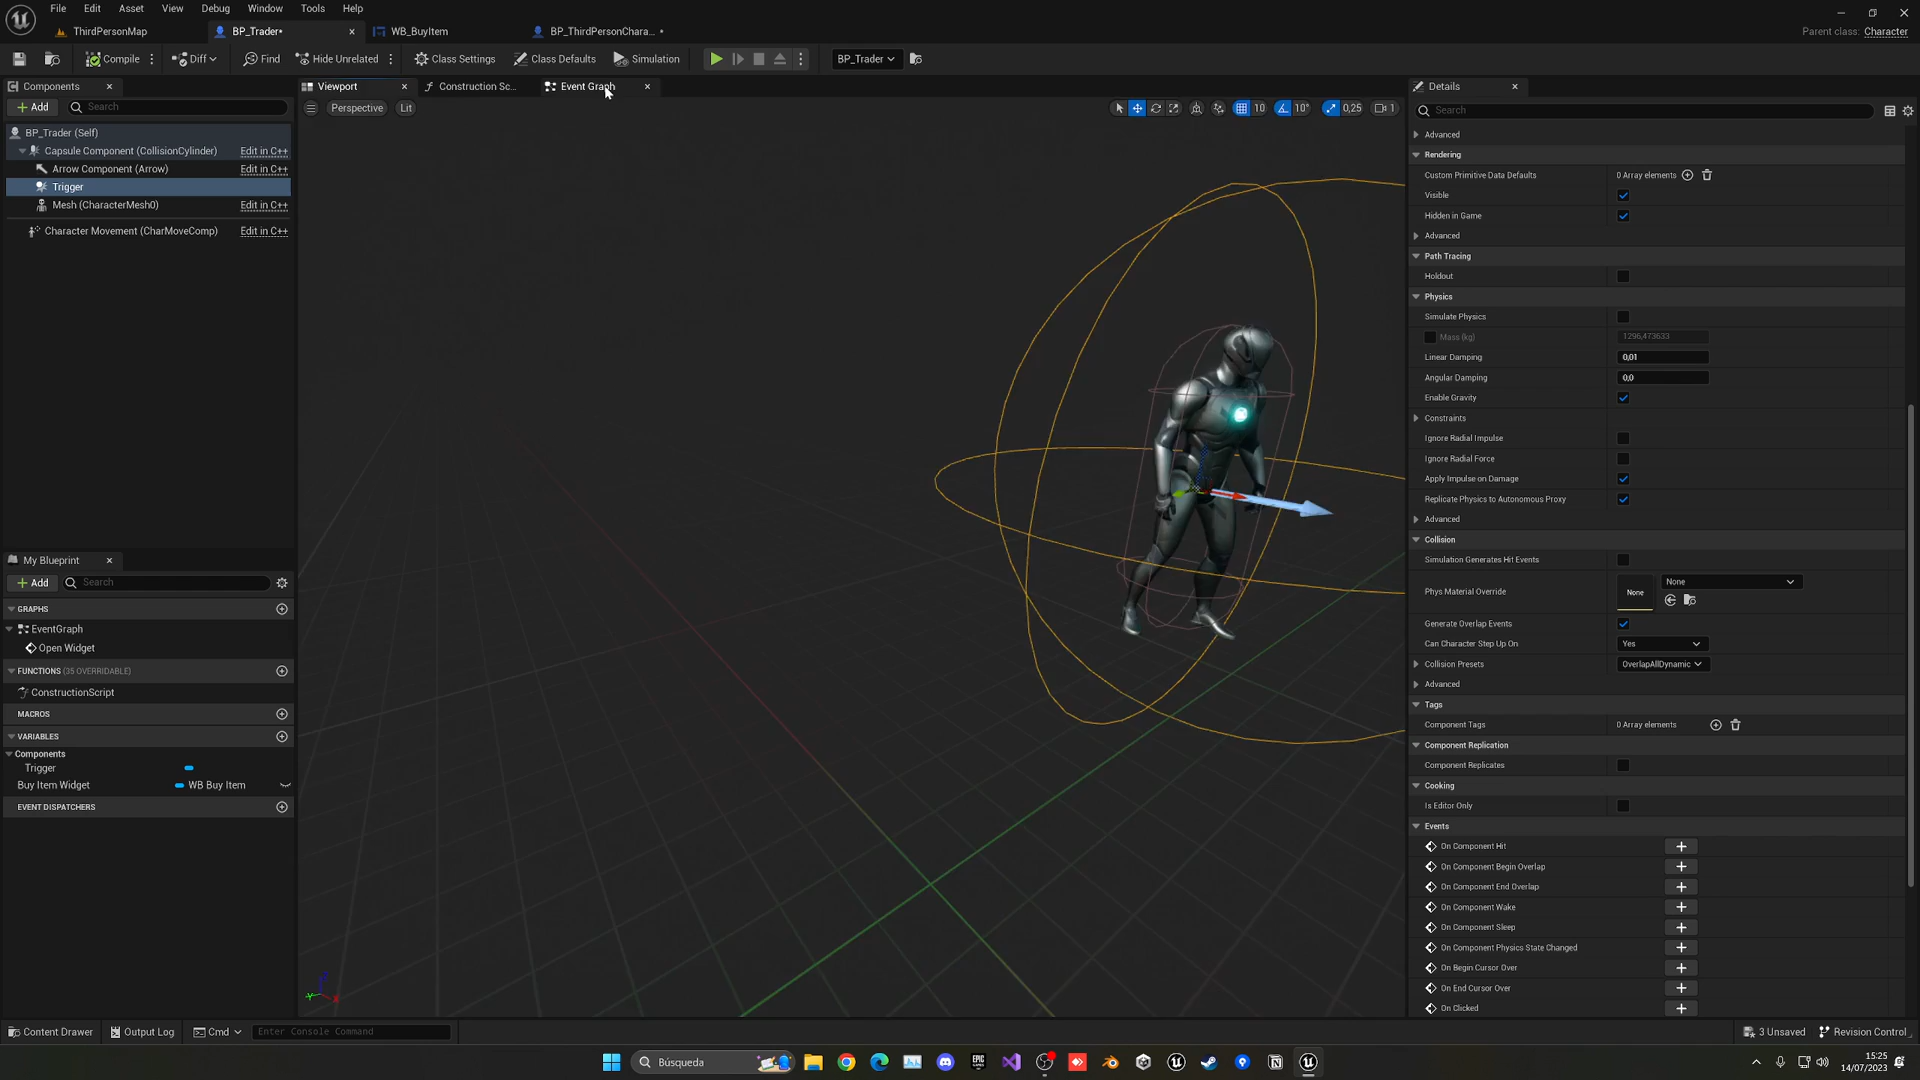 File Edit Asset View Debug Window Tools Help
ThirdPersonMap BP_Trader* WB_BuyItem BP_ThirdPersonChara... * Parent class: Character
Compile Diff Find Hide Unrelated Class Settings Class Defaults Simulation BP_Trader
Components Viewport Construction Sc... Event Graph Details
Add Search Perspective Lit 10 10° 0,25 1 Search
BP_Trader (Self)
Capsule Component (CollisionCylinder) Edit in C++
Arrow Component (Arrow) Edit in C++
Trigger
Mesh (CharacterMesh0) Edit in C++
Character Movement (CharMoveComp) Edit in C++
My Blueprint
Add Search
GRAPHS
EventGraph
Open Widget
FUNCTIONS (35 OVERRIDABLE)
ConstructionScript
MACROS
VARIABLES
Components
Trigger
Buy Item Widget WB Buy Item
EVENT DISPATCHERS
Advanced
Rendering
Custom Primitive Data Defaults 0 Array elements
Visible
Hidden in Game
Advanced
Path Tracing
Holdout
Physics
Simulate Physics
Mass (kg) 1296,473633
Linear Damping 0,01
Angular Damping 0,0
Enable Gravity
Constraints
Ignore Radial Impulse
Ignore Radial Force
Apply Impulse on Damage
Replicate Physics to Autonomous Proxy
Advanced
Collision
Simulation Generates Hit Events
Phys Material Override None None
Generate Overlap Events
Can Character Step Up On Yes
Collision Presets OverlapAllDynamic
Advanced
Tags
Component Tags 0 Array elements
Component Replication
Component Replicates
Cooking
Is Editor Only
Events
On Component Hit
On Component Begin Overlap
On Component End Overlap
On Component Wake
On Component Sleep
On Component Physics State Changed
On Begin Cursor Over
On End Cursor Over
On Clicked
Content Drawer Output Log Cmd Enter Console Command 3 Unsaved Revision Control
Búsqueda EPIC GAMES 15:25
14/07/2023